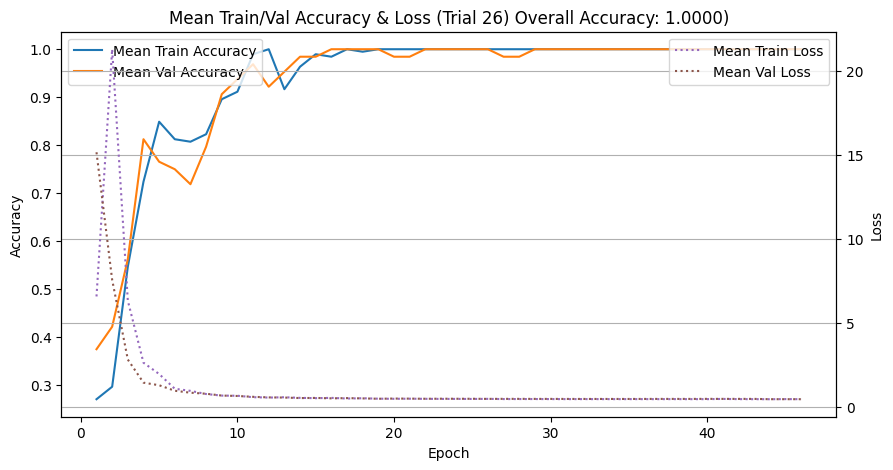 Mean Train/Val Accuracy & Loss (Trial 26) Overall Accuracy: 1.0000)
Mean Train Accuracy
Mean Val Accuracy
Mean Train Loss
Mean Val Loss
1.0
0.9
0.8
0.7
0.6
0.5
0.4
0.3
Accuracy
20
15
10
5
0
Loss
0
10
20
30
40
Epoch